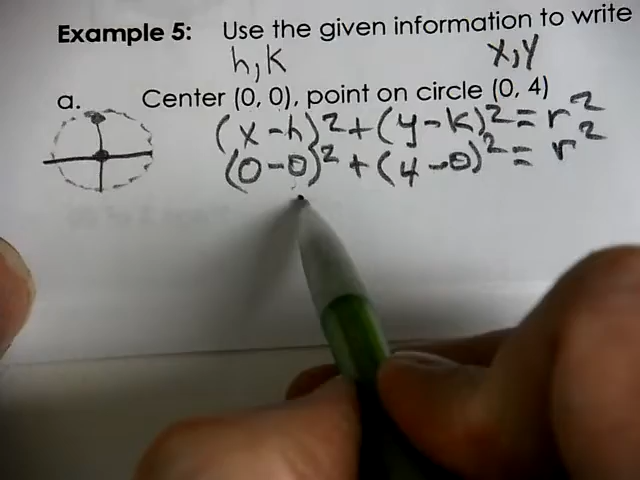 Example 5: Use the given information to write
h,k x,y
a. Center (0, 0), point on circle (0, 4)
(x-h)²+(y-k)²=r²
(0-0)²+(4-0)²=r²